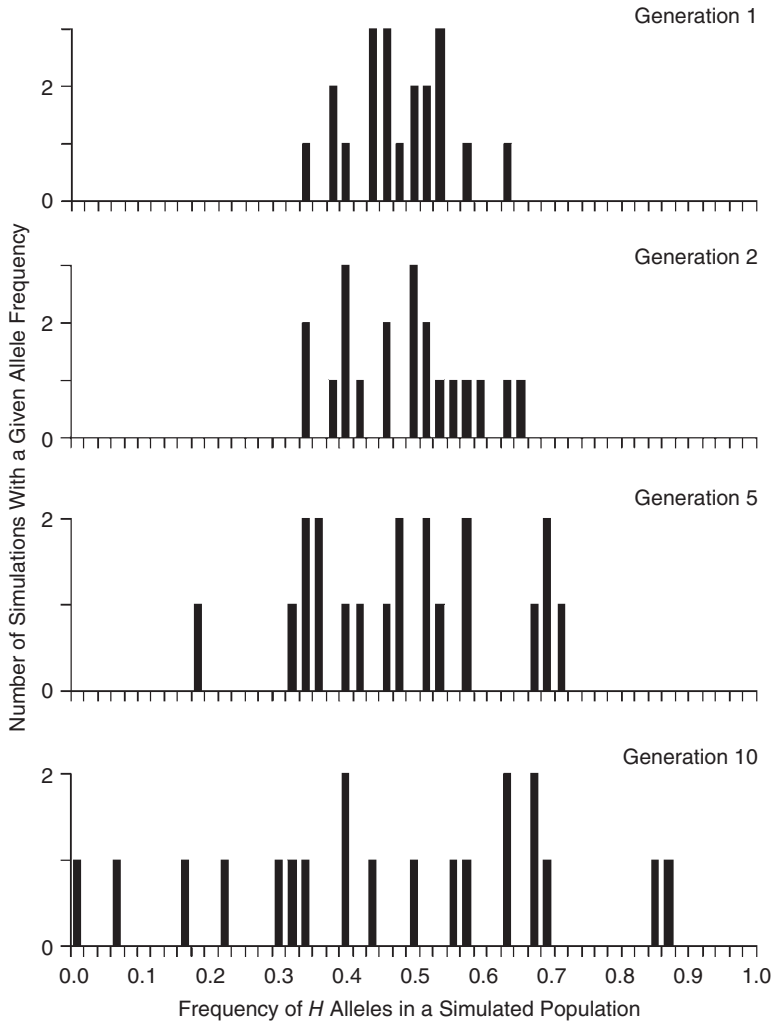 Generation 1
2
0
Generation 2
2
0
Generation 5
2
0
Generation 10
2
0
0.0 0.1 0.2 0.3 0.4 0.5 0.6 0.7 0.8 0.9 1.0
Frequency of H Alleles in a Simulated Population
Number of Simulations With a Given Allele Frequency